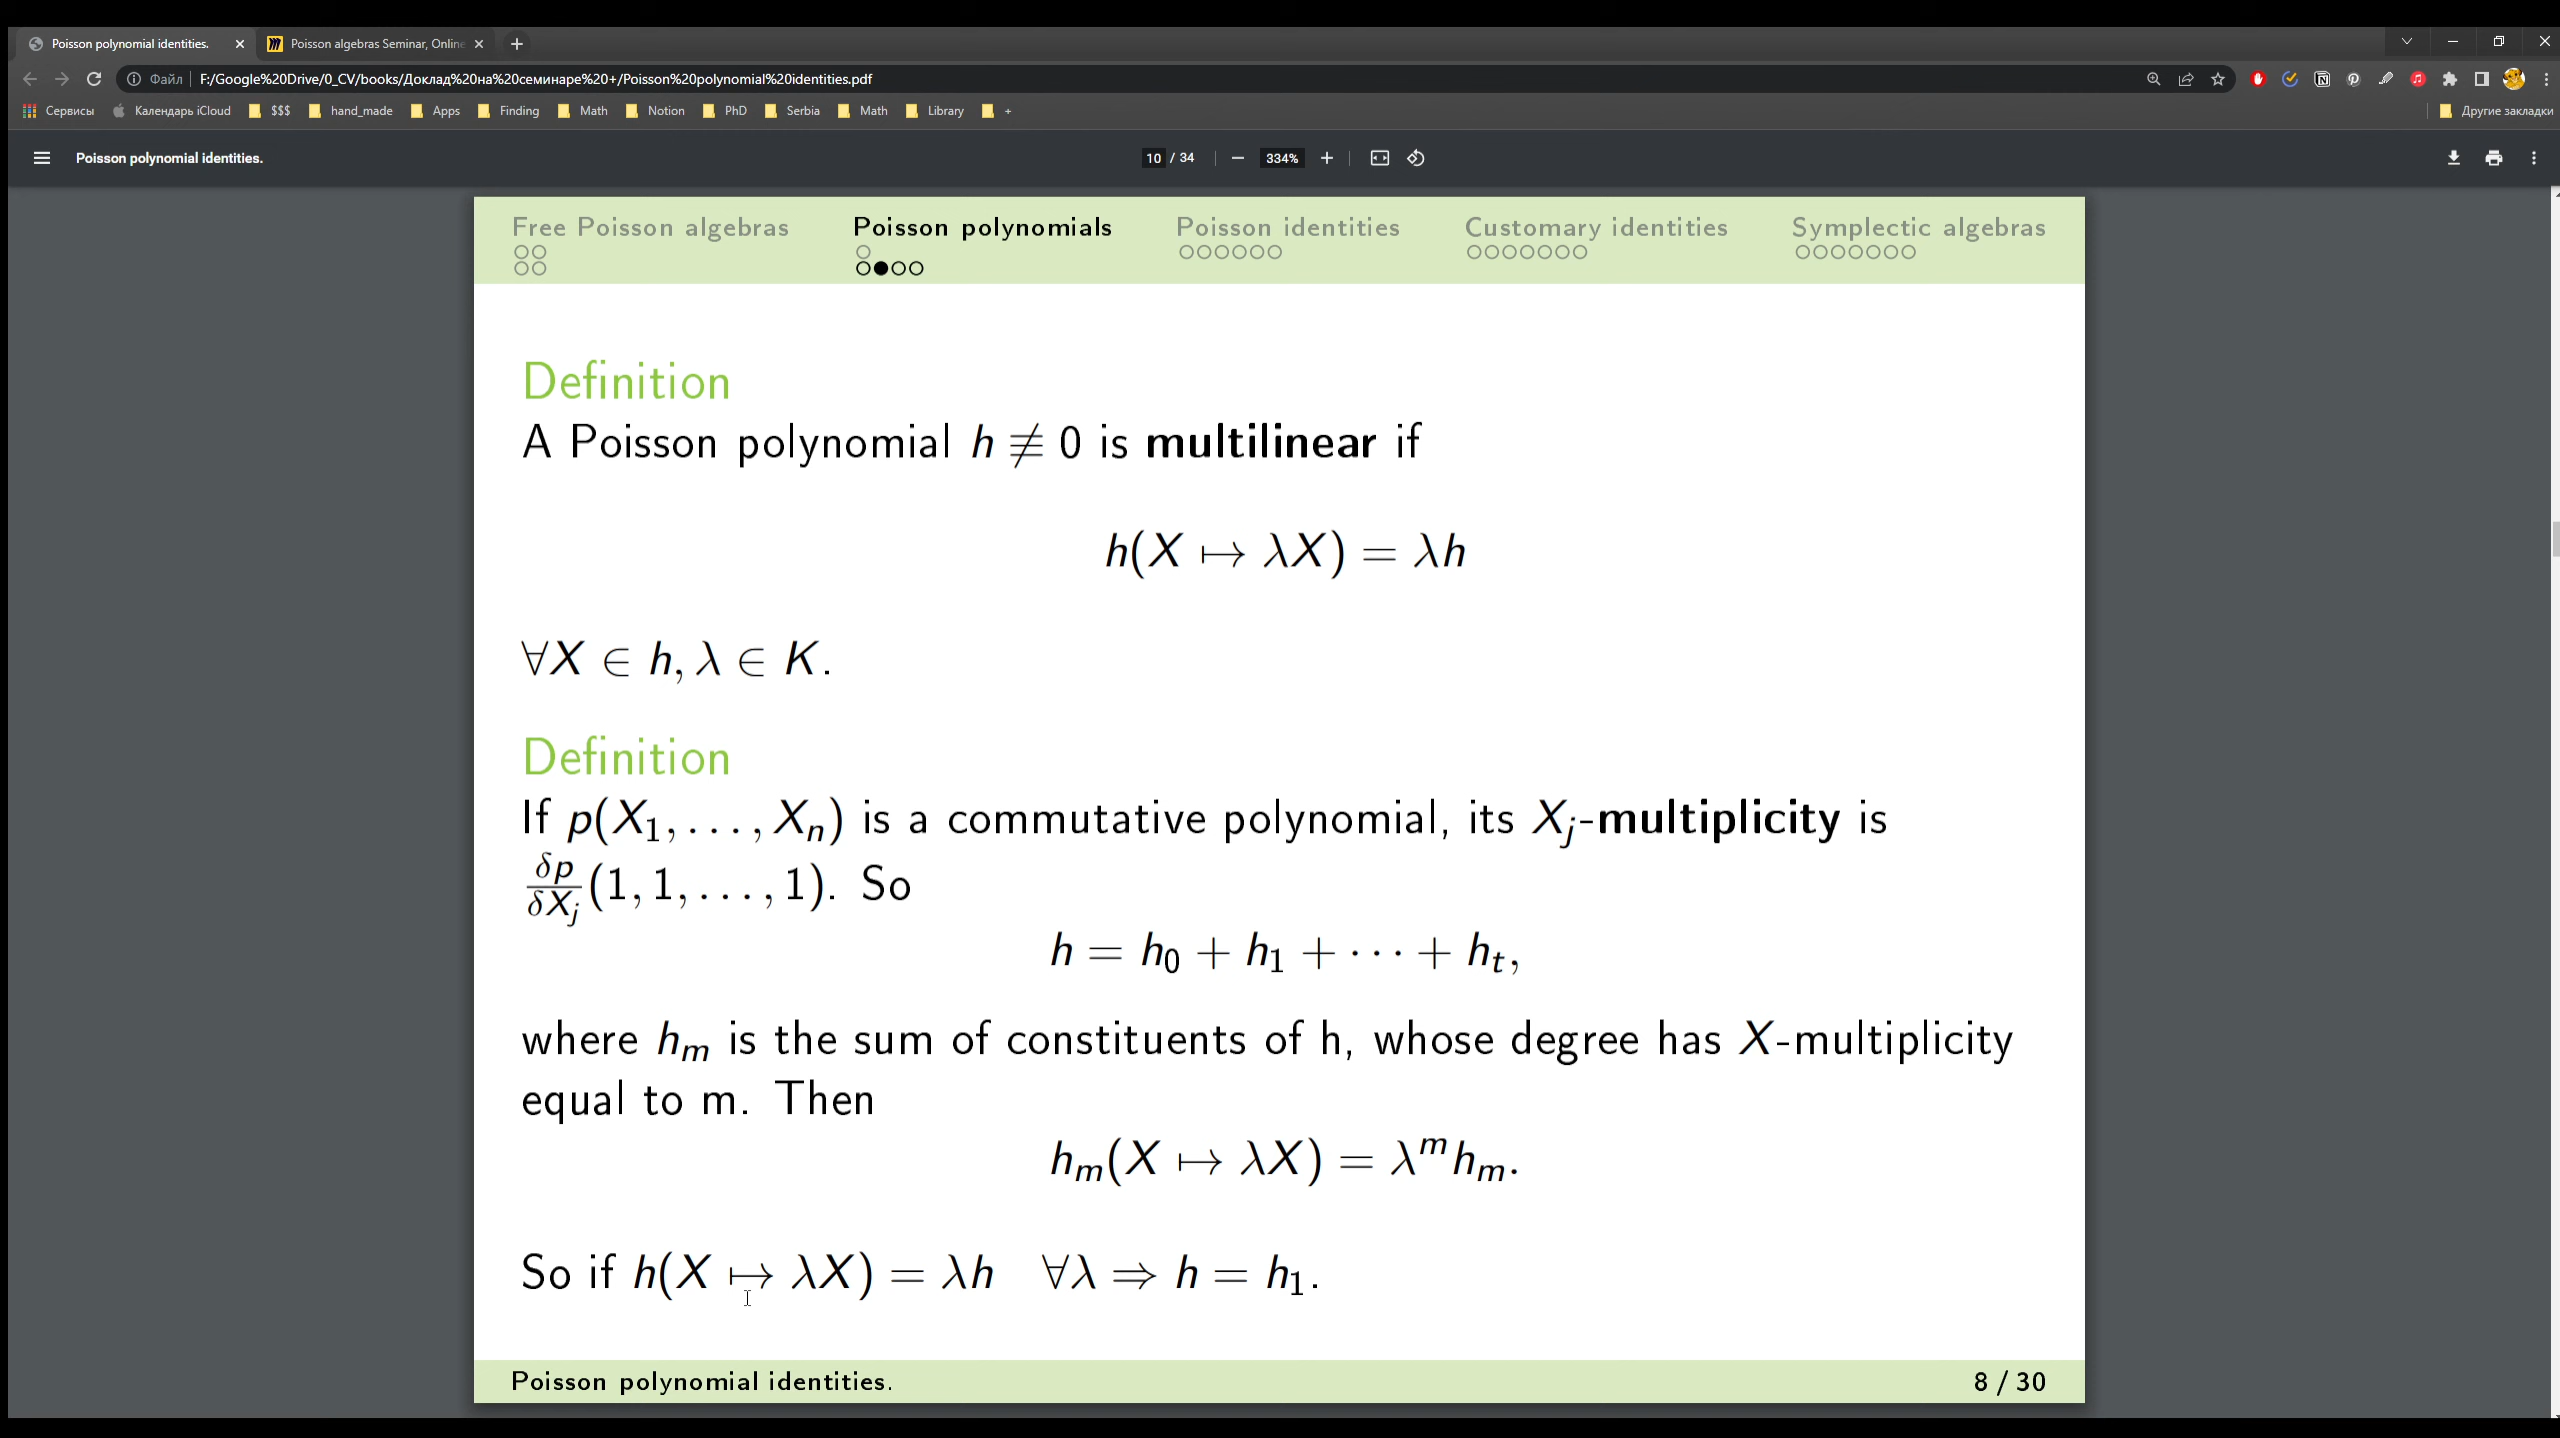 Poisson polynomial identities.
Poisson algebras Seminar, Online
Файл F:/Google%20Drive/0_CV/books/Доклад%20на%20семинаре%20+/Poisson%20polynomial%20identities.pdf
Сервисы Календарь iCloud $$$ hand_made Apps Finding Math Notion PhD Serbia Math Library + Другие закладки
Poisson polynomial identities. 10 / 34 334%
Free Poisson algebras Poisson polynomials Poisson identities Customary identities Symplectic algebras
Definition
A Poisson polynomial h ≢ 0 is multilinear if
h(X ↦ λX) = λh
∀X ∈ h, λ ∈ K.
Definition
If p(X₁, . . . , Xₙ) is a commutative polynomial, its Xⱼ-multiplicity is
δp/δXⱼ (1, 1, . . . , 1). So
h = h₀ + h₁ + · · · + hₜ,
where hₘ is the sum of constituents of h, whose degree has X-multiplicity
equal to m. Then
hₘ(X ↦ λX) = λᵐhₘ.
So if h(X ↦ λX) = λh ∀λ ⇒ h = h₁.
Poisson polynomial identities. 8 / 30